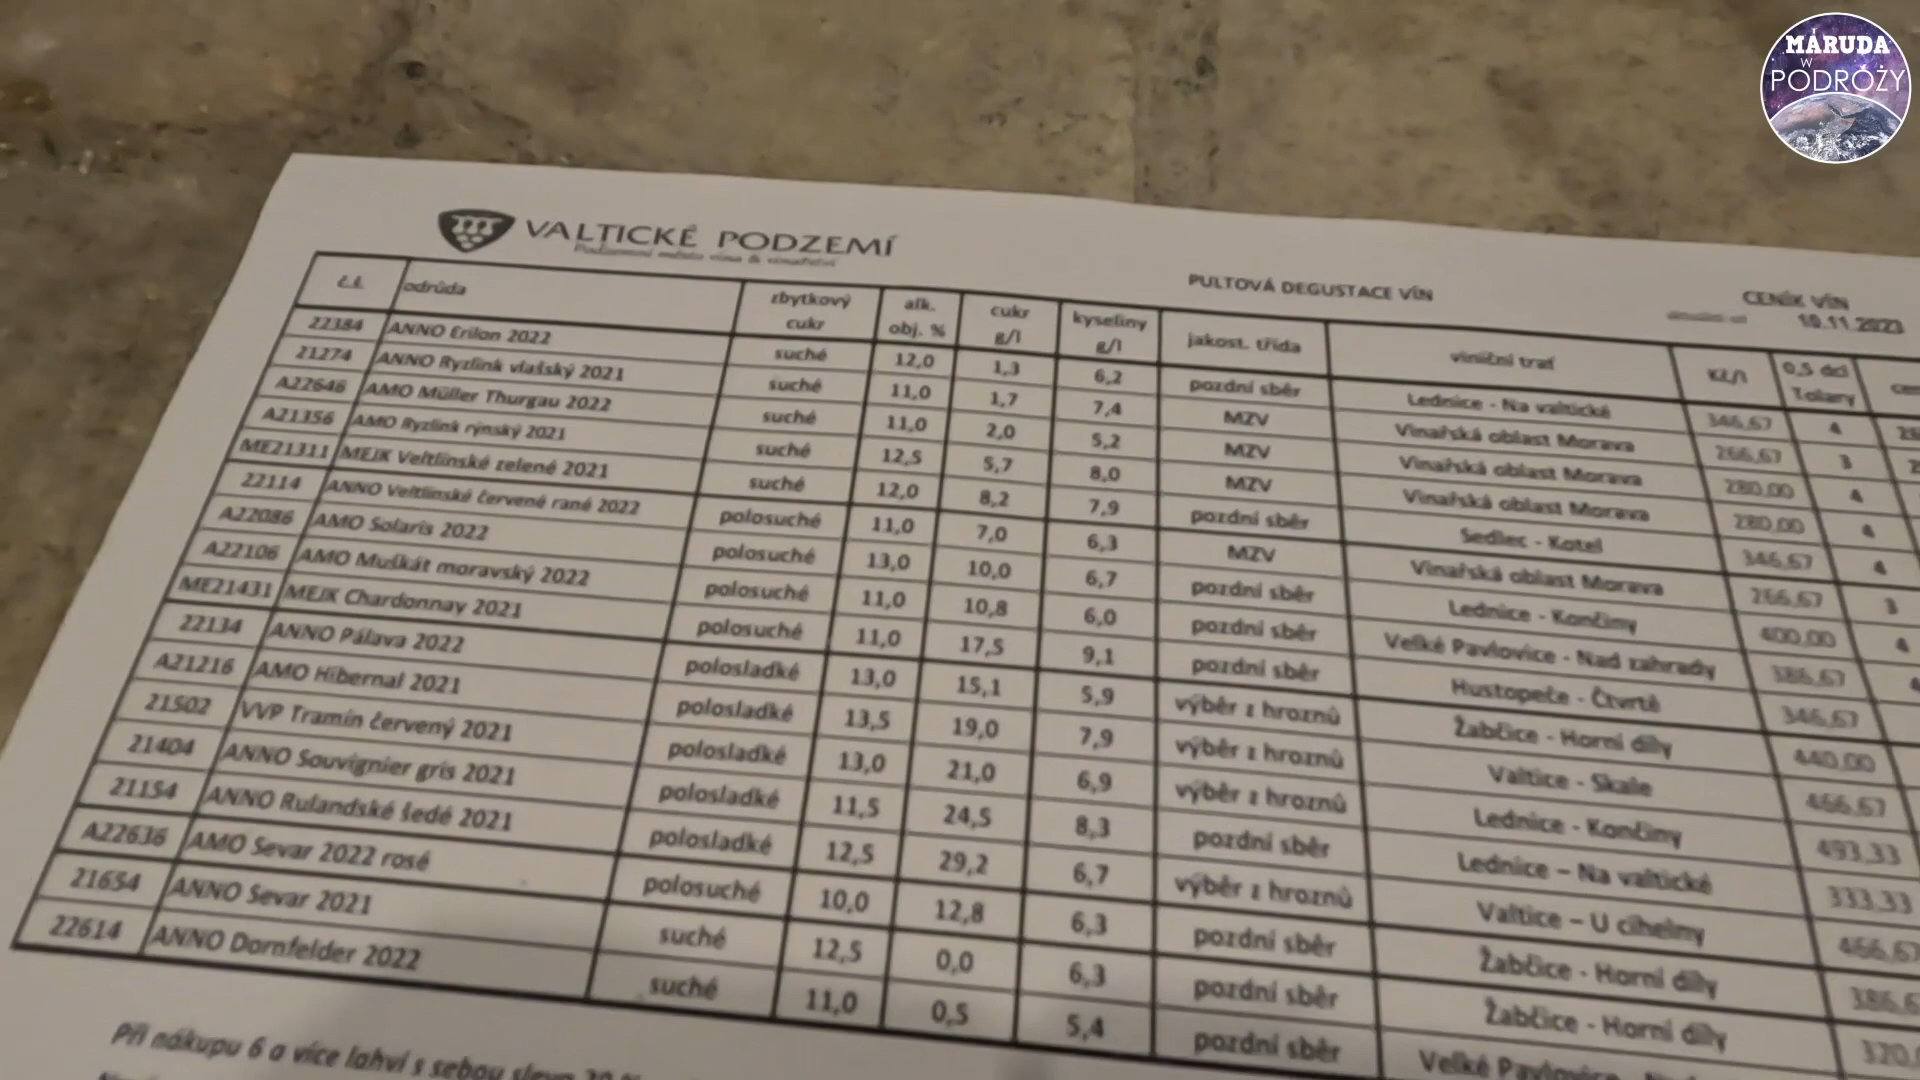 MARUDA
W
PODRÓŻY
VALTICKÉ PODZEMÍ
Podzemní město vína & vinařství
PULTOVÁ DEGUSTACE VÍN
CENÍK VÍN
10.11.2023
č.š. odrůda zbytkový cukr alk. obj. % cukr g/l kyseliny g/l jakost. třída viniční trať Kč/l 0,5 dcl Tolary
22384 ANNO Erilon 2022 suché 12,0 1,3 6,2 pozdní sběr Lednice - Na valtické 346,67 4
21274 ANNO Ryzlink vlašský 2021 suché 11,0 1,7 7,4 MZV Vinařská oblast Morava 266,67 3
A22646 AMO Müller Thurgau 2022 suché 11,0 2,0 5,2 MZV Vinařská oblast Morava 280,00 4
A21356 AMO Ryzlink rýnský 2021 suché 12,5 5,7 8,0 MZV Vinařská oblast Morava 280,00 4
ME21311 MEJK Veltlínské zelené 2021 suché 12,0 8,2 7,9 pozdní sběr Sedlec - Kotel 346,67 4
22114 ANNO Veltlínské červené rané 2022 polosuché 11,0 7,0 6,3 MZV Vinařská oblast Morava 266,67 3
A22086 AMO Solaris 2022 polosuché 13,0 10,0 6,7 pozdní sběr Lednice - Končiny 400,00 4
A22106 AMO Muškát moravský 2022 polosuché 11,0 10,8 6,0 pozdní sběr Velké Pavlovice - Nad zahrady 386,67
ME21431 MEJK Chardonnay 2021 polosuché 11,0 17,5 9,1 pozdní sběr Hustopeče - Čtvrtě 346,67
22134 ANNO Pálava 2022 polosladké 13,0 15,1 5,9 výběr z hroznů Žabčice - Horní díly 440,00
A21216 AMO Hibernal 2021 polosladké 13,5 19,0 7,9 výběr z hroznů Valtice - Skale 466,67
21502 VVP Tramín červený 2021 polosladké 13,0 21,0 6,9 výběr z hroznů Lednice - Končiny 493,33
21404 ANNO Souvignier gris 2021 polosladké 11,5 24,5 8,3 pozdní sběr Lednice – Na valtické 333,33
21154 ANNO Rulandské šedé 2021 polosladké 12,5 29,2 6,7 výběr z hroznů Valtice – U cihelny 466,67
A22636 AMO Sevar 2022 rosé polosuché 10,0 12,8 6,3 pozdní sběr Žabčice - Horní díly
21654 ANNO Sevar 2021 suché 12,5 0,0 6,3 pozdní sběr Žabčice - Horní díly
22614 ANNO Dornfelder 2022 suché 11,0 0,5 5,4 pozdní sběr Velké Pavlovice
Při nákupu 6 a více lahví s sebou sleva